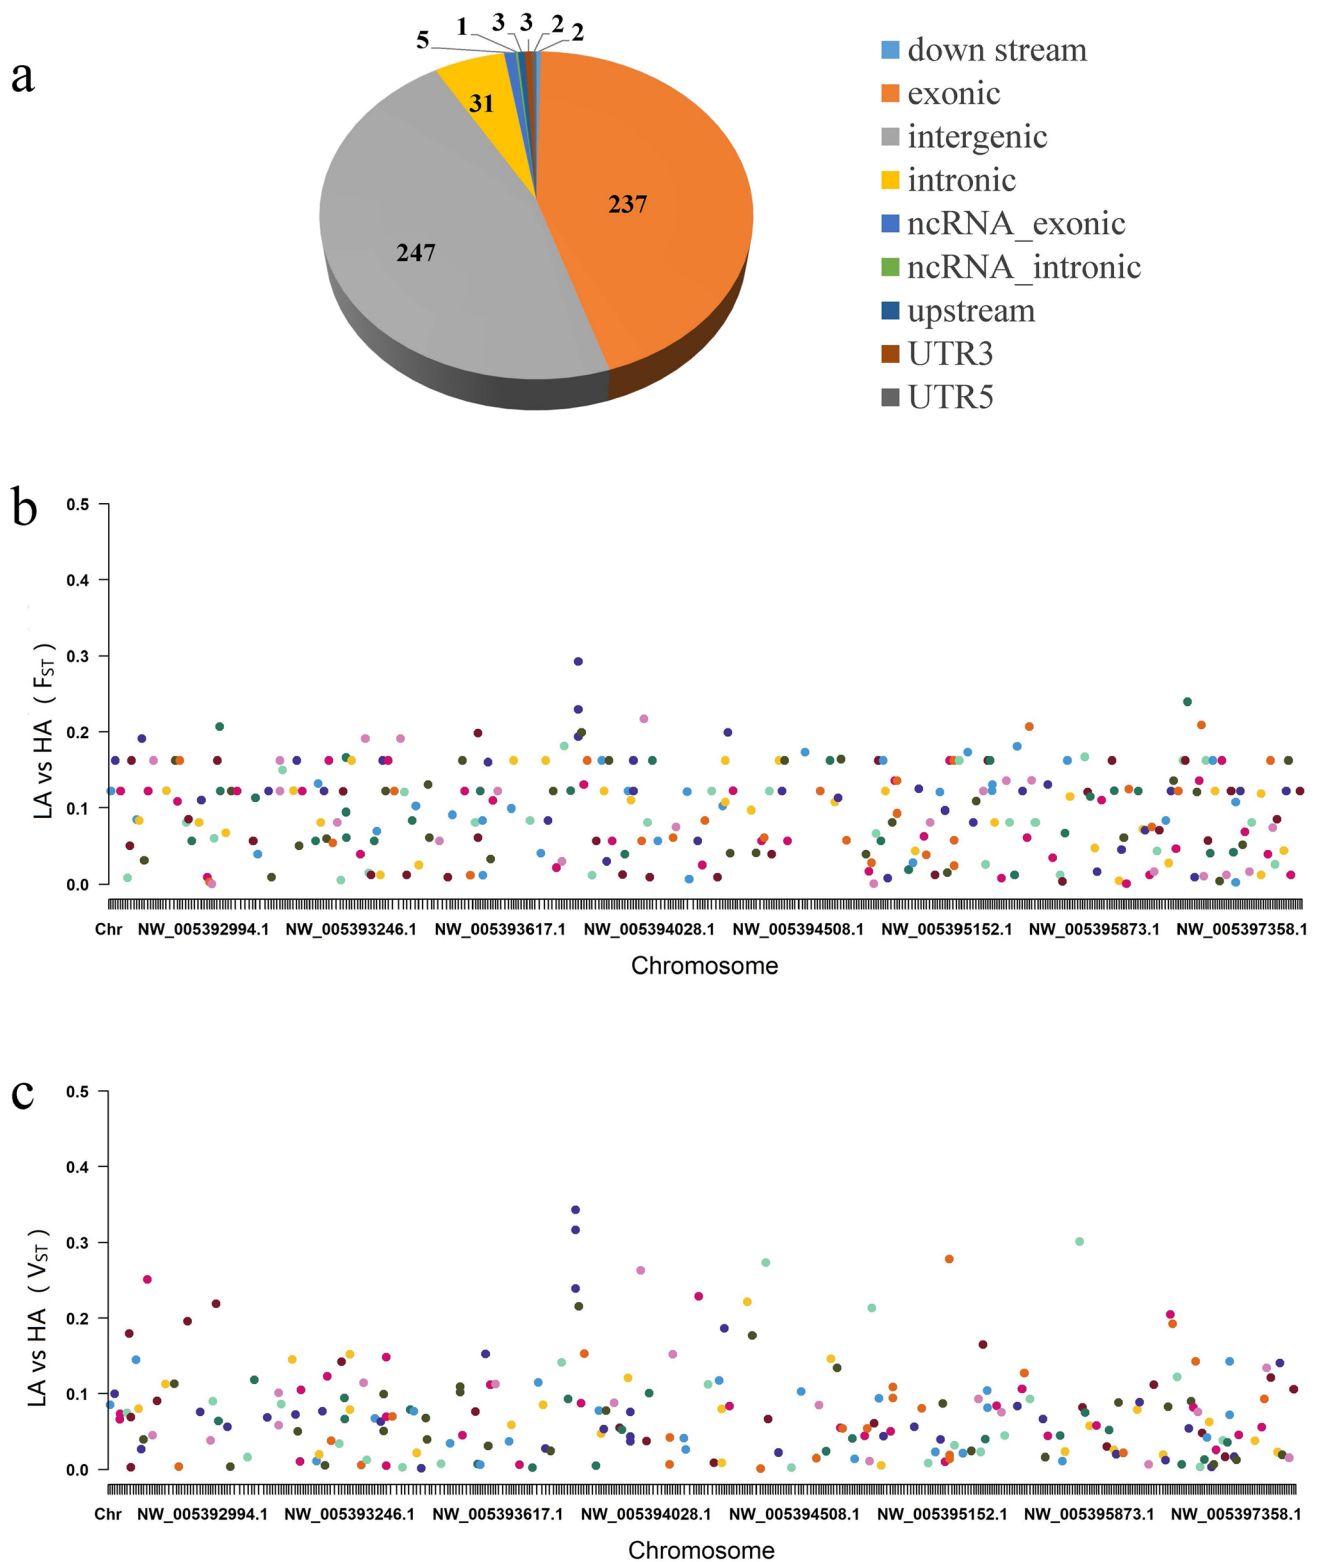 a
5 1 3 3 2 2
31
237
247
down stream
exonic
intergenic
intronic
ncRNA_exonic
ncRNA_intronic
upstream
UTR3
UTR5
b
LA vs HA ( FST )
0.5
0.4
0.3
0.2
0.1
0.0
Chr NW_005392994.1 NW_005393246.1 NW_005393617.1 NW_005394028.1 NW_005394508.1 NW_005395152.1 NW_005395873.1 NW_005397358.1
Chromosome
c
LA vs HA ( VST )
0.5
0.4
0.3
0.2
0.1
0.0
Chr NW_005392994.1 NW_005393246.1 NW_005393617.1 NW_005394028.1 NW_005394508.1 NW_005395152.1 NW_005395873.1 NW_005397358.1
Chromosome